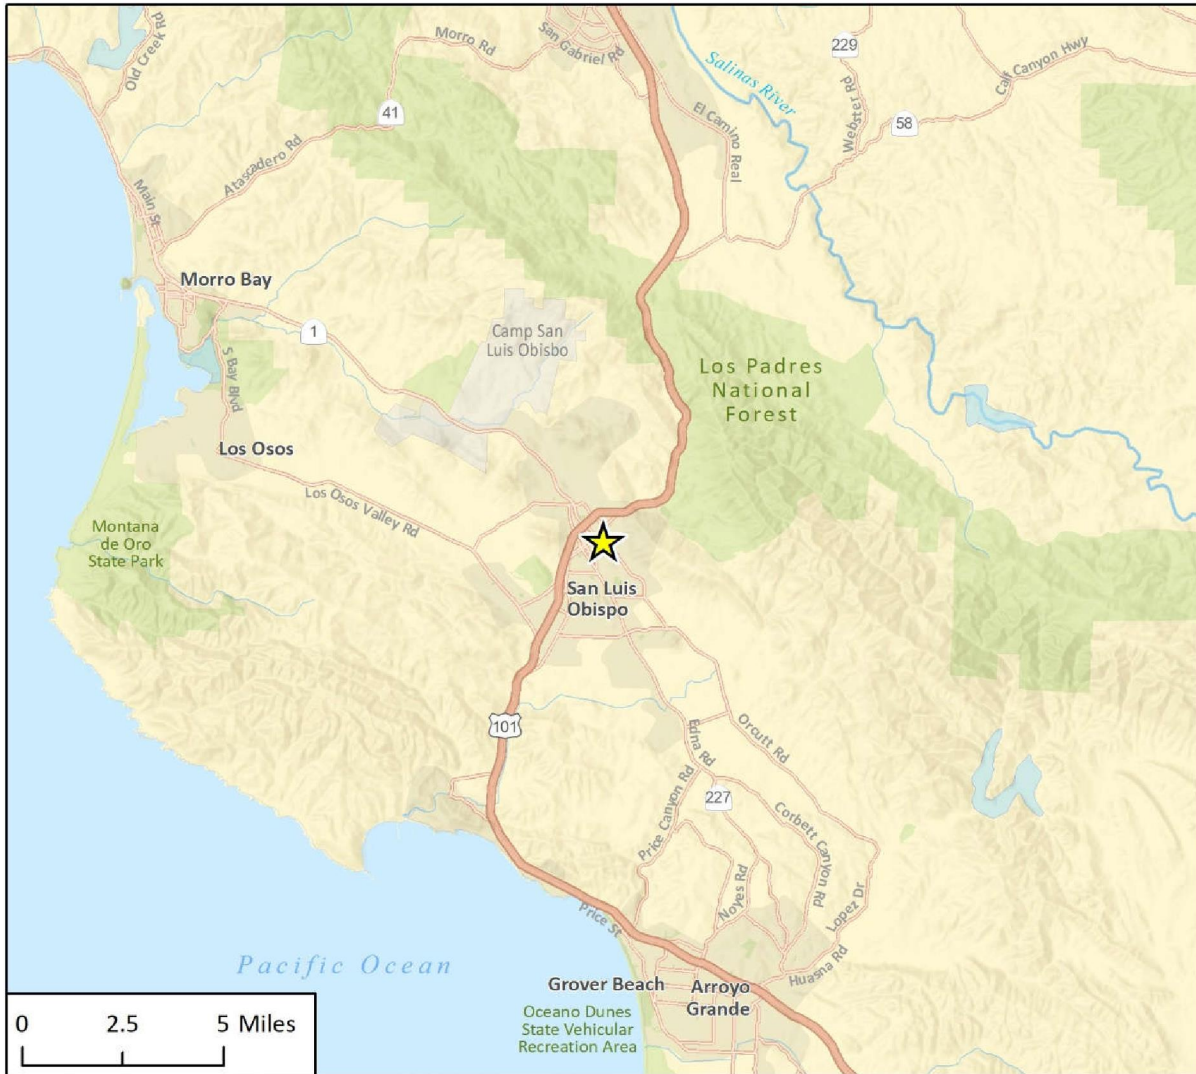 Old Creek Rd
Morro Rd
San Gabriel Rd
41
Salinas River
229
Calf Canyon Hwy
Webster Rd
58
El Camino Real
Atascadero Rd
Main St
Morro Bay
1
Camp San
Luis Obisbo
S Bay Blvd
Los Padres
National
Forest
Los Osos
Los Osos Valley Rd
Montana
de Oro
State Park
San Luis
Obispo
101
Edna Rd
Orcutt Rd
Price Canyon Rd
227
Corbett Canyon Rd
Noyes Rd
Lopez Dr
Price St
Huasna Rd
Pacific Ocean
Grover Beach
Arroyo
Grande
Oceano Dunes
State Vehicular
Recreation Area
0 2.5 5 Miles